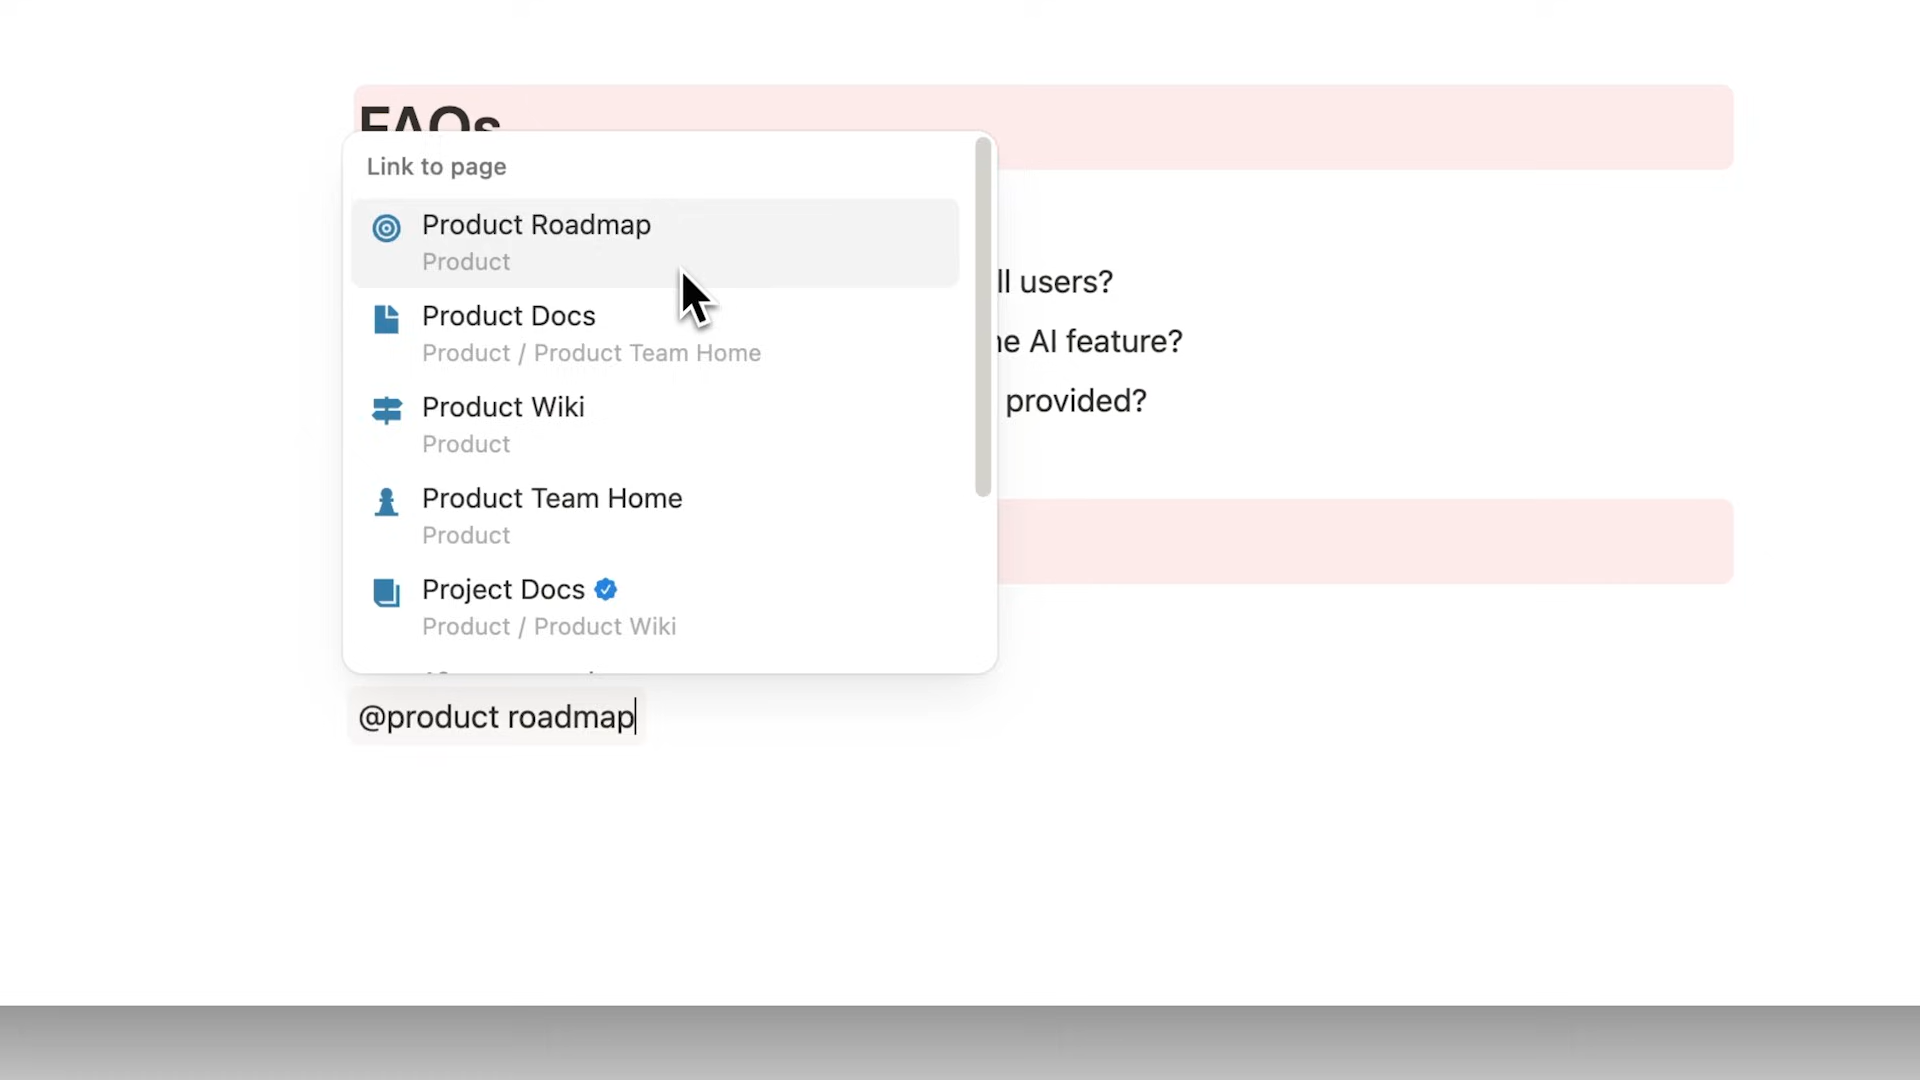 FAQs
Link to page
Product Roadmap
Product
Product Docs
Product / Product Team Home
Product Wiki
Product
Product Team Home
Product
Project Docs
Product / Product Wiki
users?
AI feature?
provided?
@product roadmap